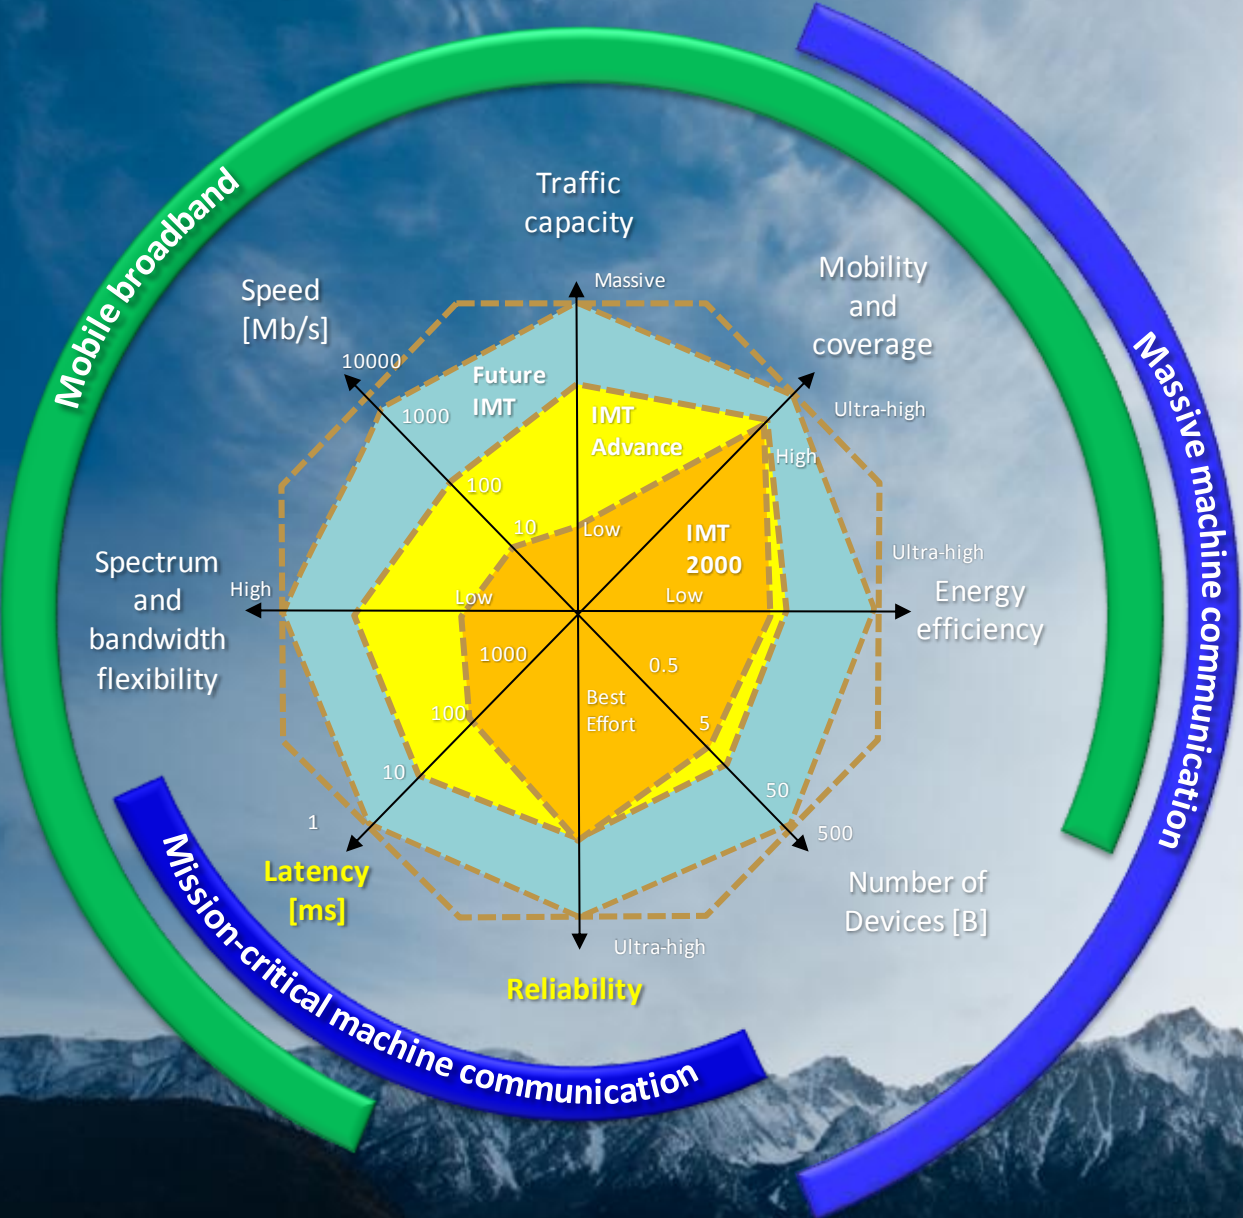 Traffic
capacity
Mobile broadband
Speed
[Mb/s]
Massive
Mobility
and
coverage
10000
1000
Future
IMT
IMT
Advance
Ultra-high
High
Massive machine communication
100
10
Low
IMT
2000
Ultra-high
Spectrum
and
bandwidth
flexibility
High
Low
Low
Energy
efficiency
1000
0.5
Best
Effort
100
5
10
50
1
500
Latency
[ms]
Number of
Devices [B]
Ultra-high
Reliability
Mission-critical machine communication